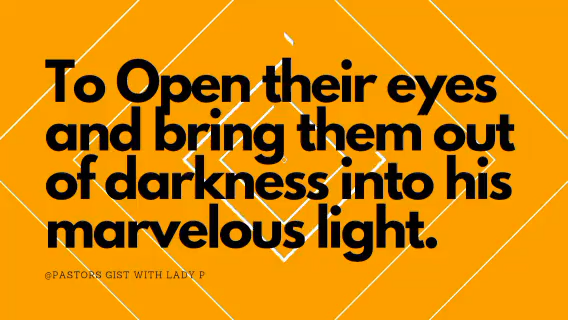 To Open their eyes
and bring them out
of darkness into his
marvelous light.
@PASTORS GIST WITH LADY P